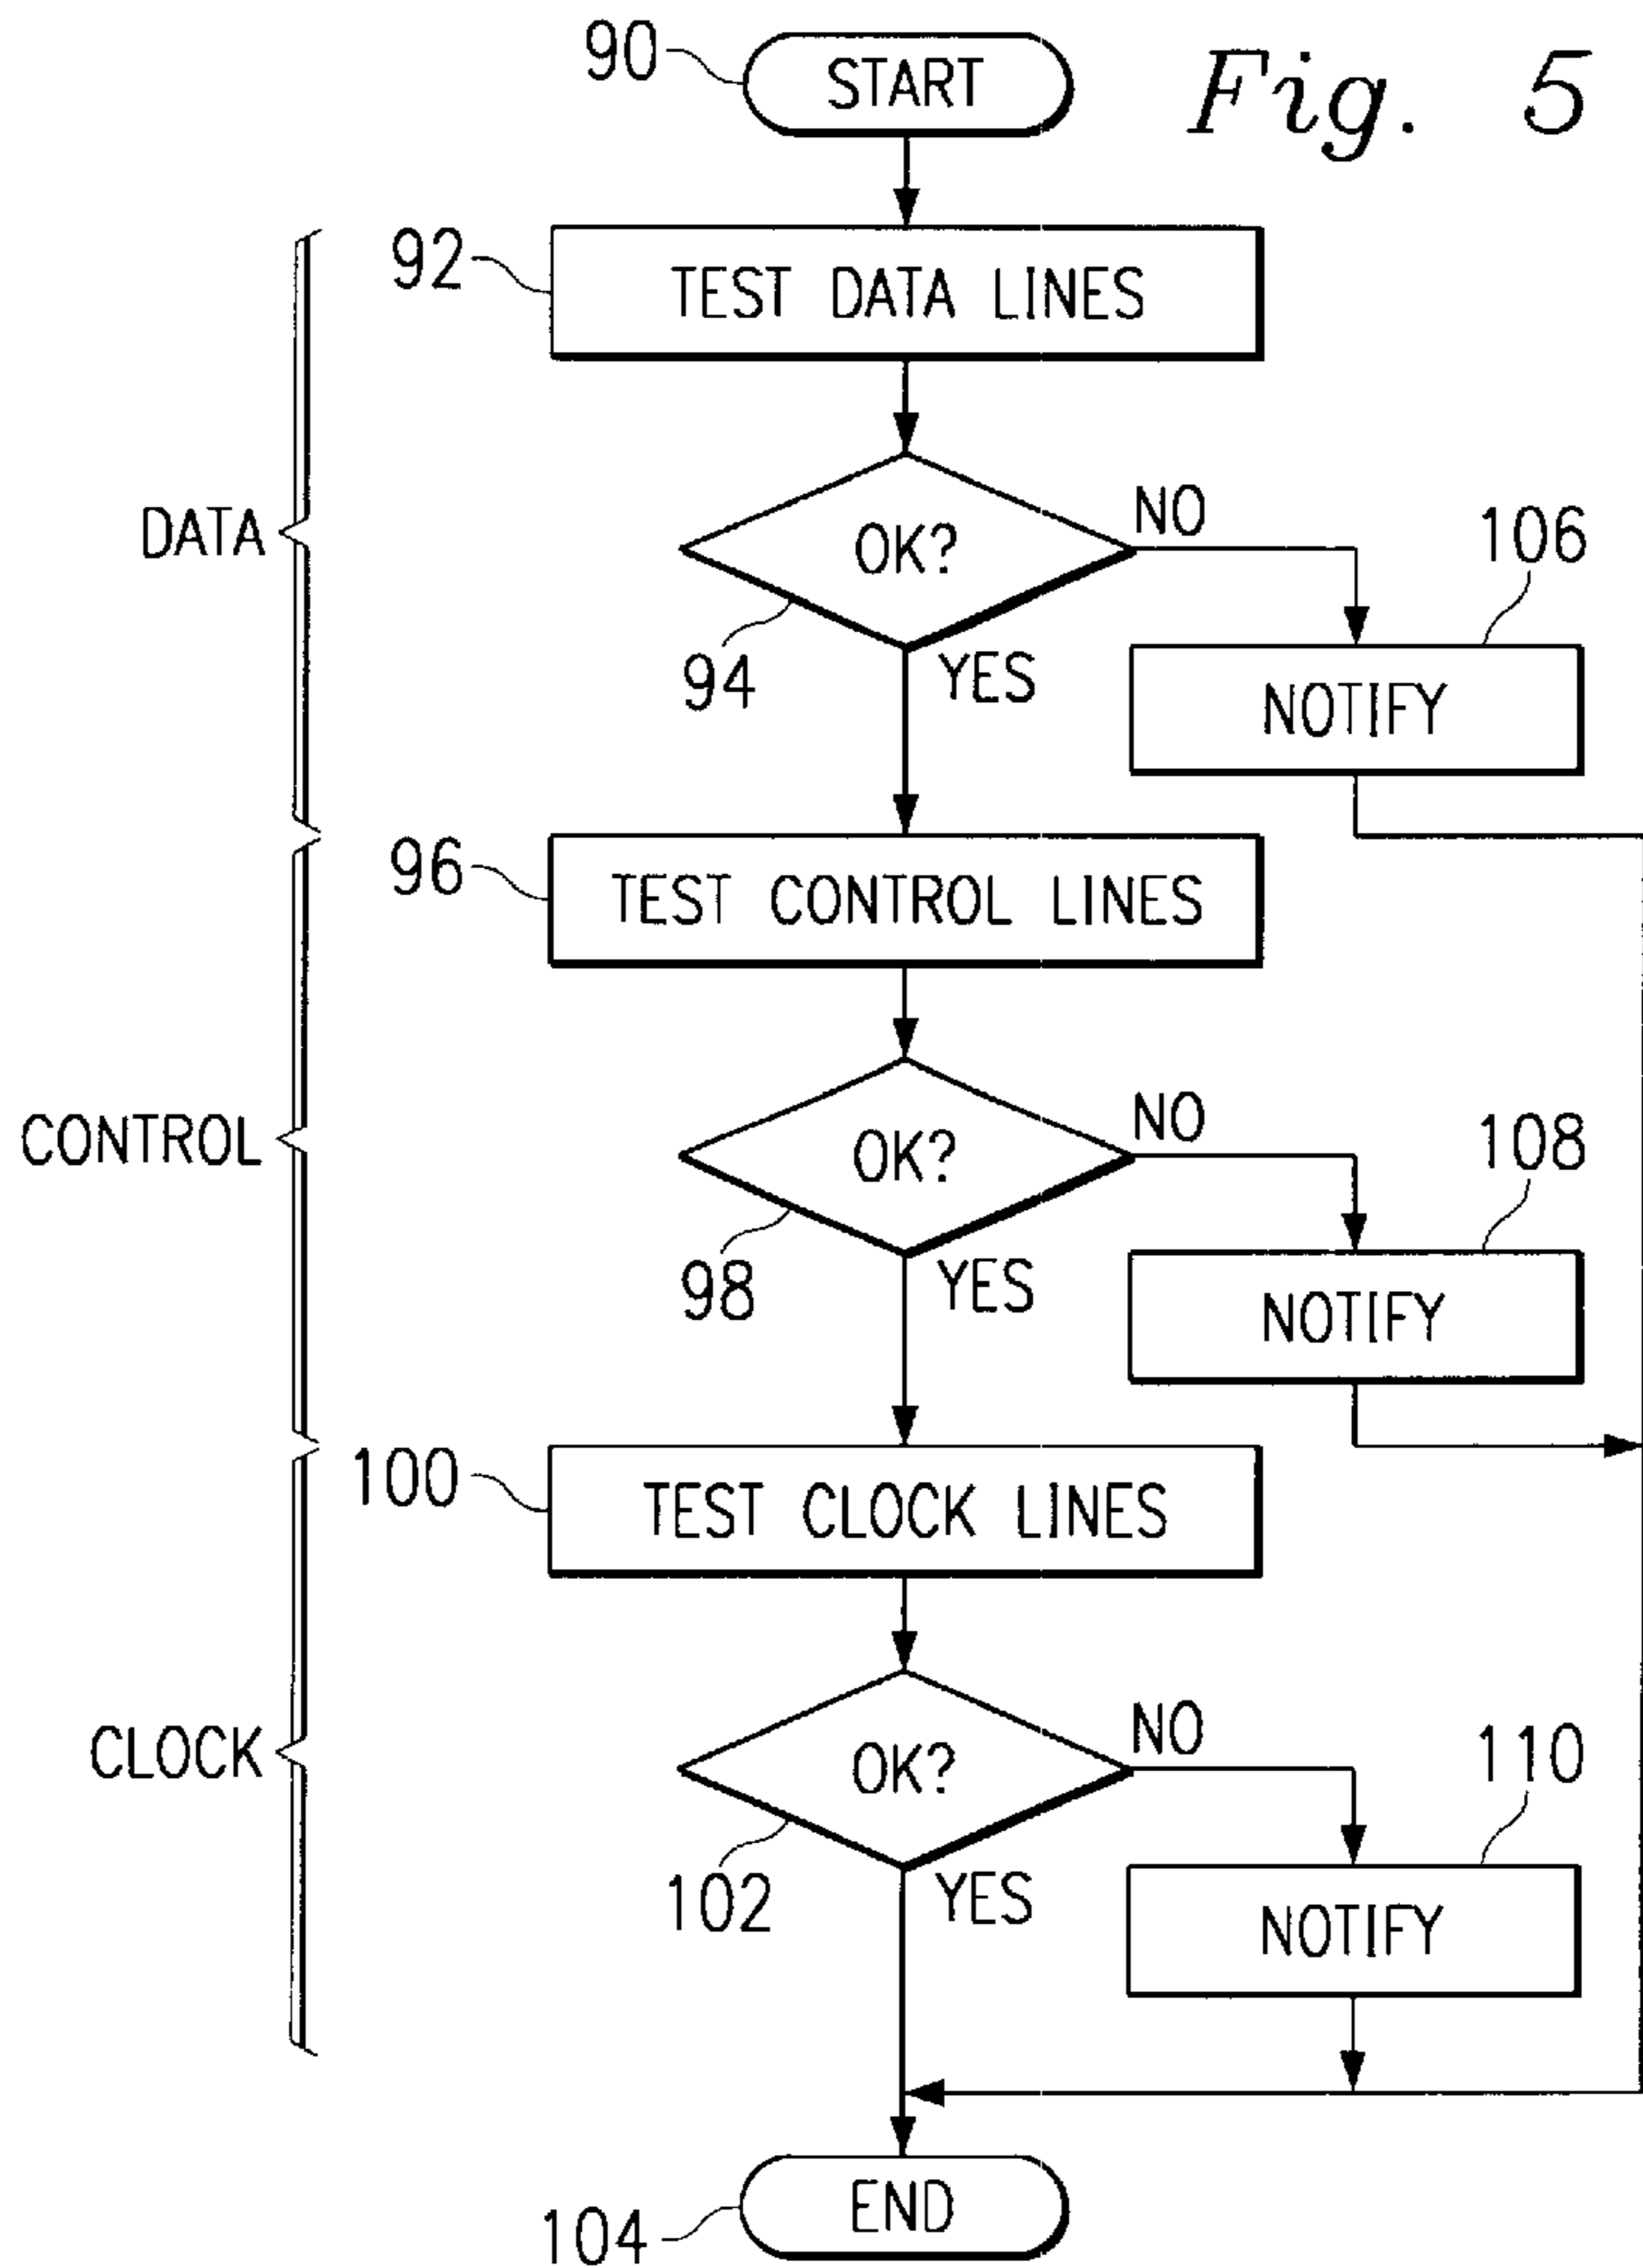 90
START
Fig. 5
92
TEST DATA LINES
DATA
OK?
NO
106
94
YES
NOTIFY
96
TEST CONTROL LINES
CONTROL
OK?
NO
108
98
YES
NOTIFY
100
TEST CLOCK LINES
CLOCK
OK?
NO
110
102
YES
NOTIFY
END
104